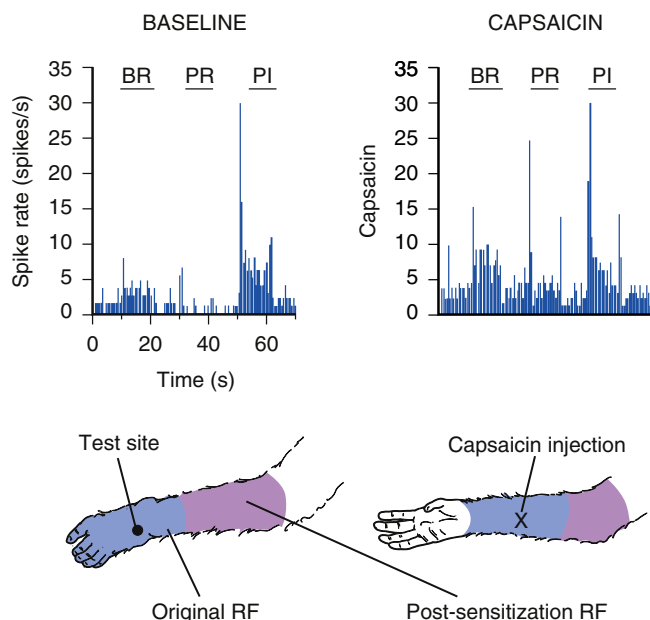 BASELINE
CAPSAICIN
Spike rate (spikes/s)
35
30
25
20
15
10
5
0
BR PR PI
0 20 40 60
Time (s)
Capsaicin
35
30
25
20
15
10
5
0
BR PR PI
Test site
Capsaicin injection
X
Original RF
Post-sensitization RF